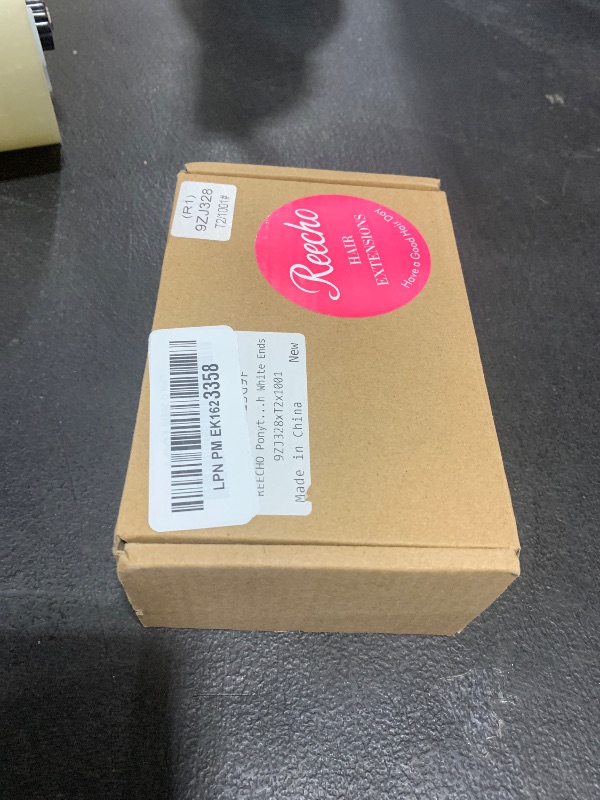 (R1)
9ZJ328
T2/1001#
Reecho
HAIR
EXTENSIONS
Have a Good Hair Day
LPN PM EK1623358
REECHO Ponyt...h White Ends
9ZJ328xT2x1001
Made in China New